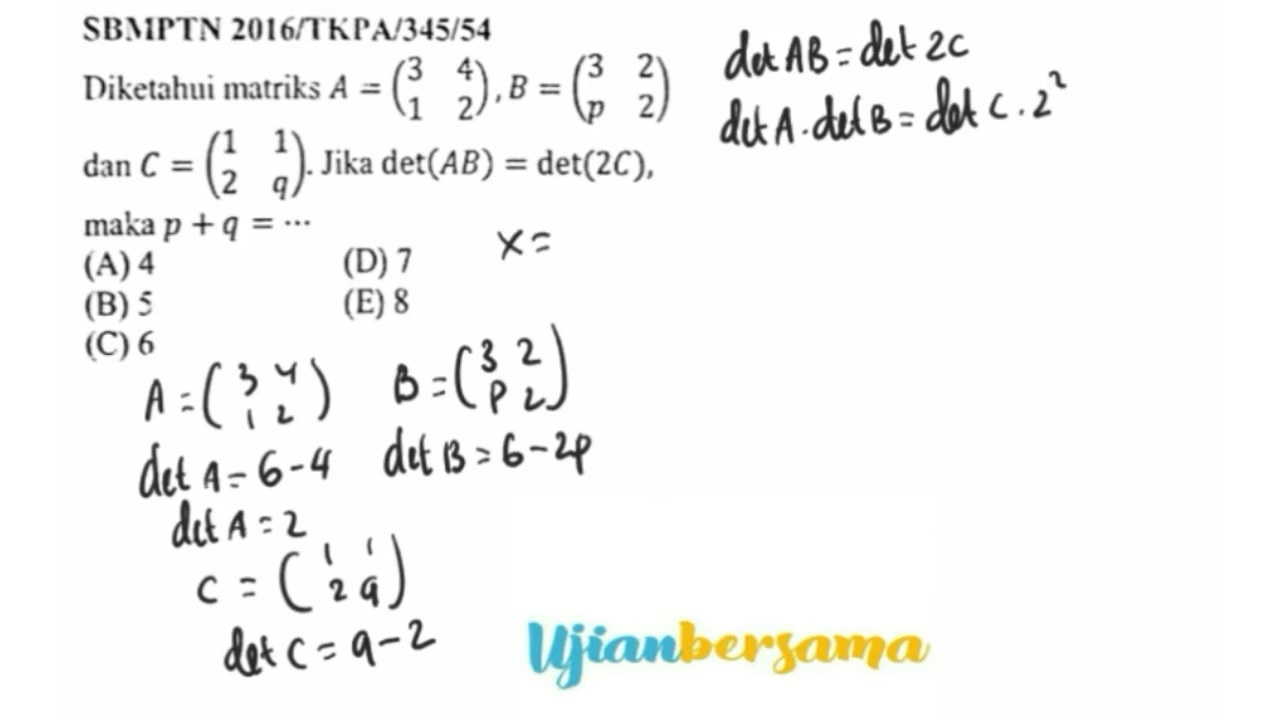 SBMPTN 2016/TKPA/345/54
Diketahui matriks A = (3 4
1 2), B = (3 2
p 2)
dan C = (1 1
2 q). Jika det(AB) = det(2C),
maka p + q = ⋯
(A) 4
(B) 5
(C) 6
(D) 7
(E) 8
x =
A = (3 4
1 2)
det A = 6 - 4
det A = 2
B = (3 2
P 2)
det B = 6 - 2p
C = (1 1
2 q)
det C = q - 2
det AB = det 2C
det A . det B = det C . 2²
Ujianbersama